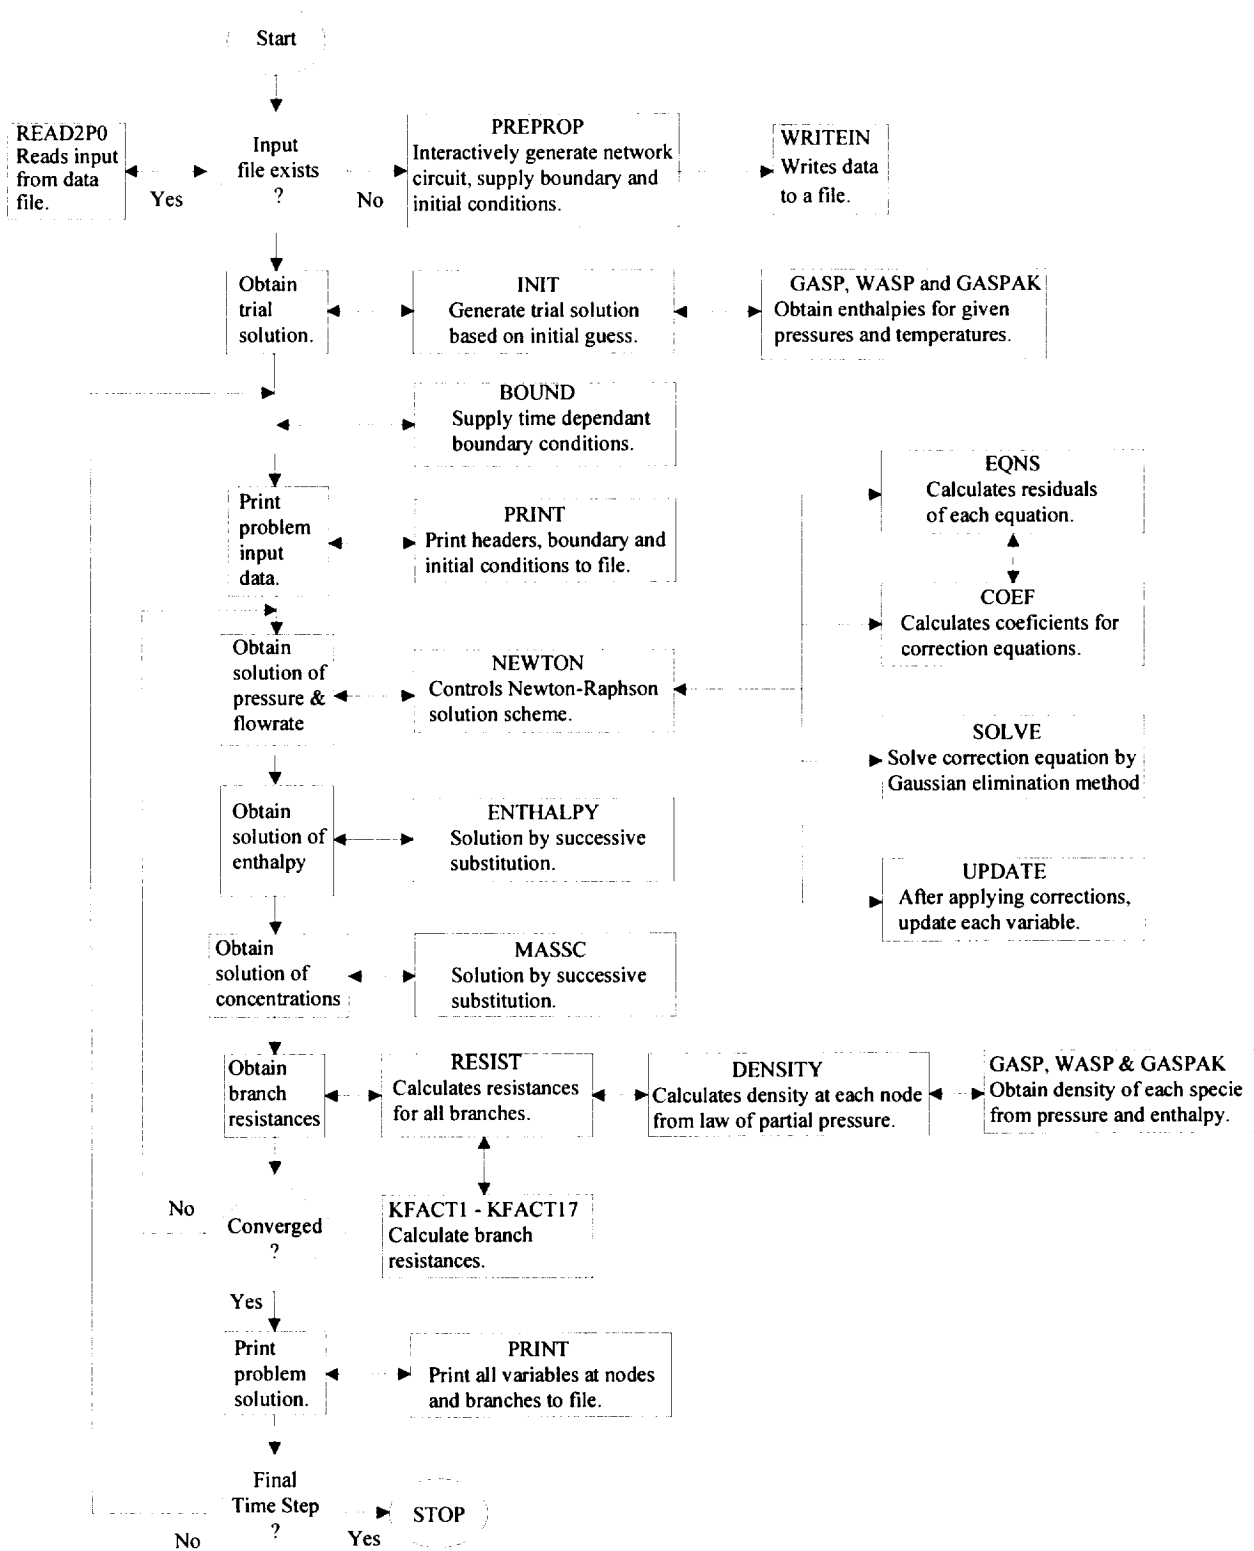 Start
READ2P0
Reads input
from data
file.
Yes
Input
file exists
?
No
PREPROP
Interactively generate network
circuit, supply boundary and
initial conditions.
WRITEIN
Writes data
to a file.
Obtain
trial
solution.
INIT
Generate trial solution
based on initial guess.
GASP, WASP and GASPAK
Obtain enthalpies for given
pressures and temperatures.
BOUND
Supply time dependant
boundary conditions.
Print
problem
input
data.
PRINT
Print headers, boundary and
initial conditions to file.
EQNS
Calculates residuals
of each equation.
COEF
Calculates coeficients for
correction equations.
Obtain
solution of
pressure &
flowrate
NEWTON
Controls Newton-Raphson
solution scheme.
SOLVE
Solve correction equation by
Gaussian elimination method
Obtain
solution of
enthalpy
ENTHALPY
Solution by successive
substitution.
UPDATE
After applying corrections,
update each variable.
Obtain
solution of
concentrations
MASSC
Solution by successive
substitution.
Obtain
branch
resistances
RESIST
Calculates resistances
for all branches.
DENSITY
Calculates density at each node
from law of partial pressure.
GASP, WASP & GASPAK
Obtain density of each specie
from pressure and enthalpy.
No
Converged
?
KFACT1 - KFACT17
Calculate branch
resistances.
Yes
Print
problem
solution.
PRINT
Print all variables at nodes
and branches to file.
Final
Time Step
?
No
Yes
STOP